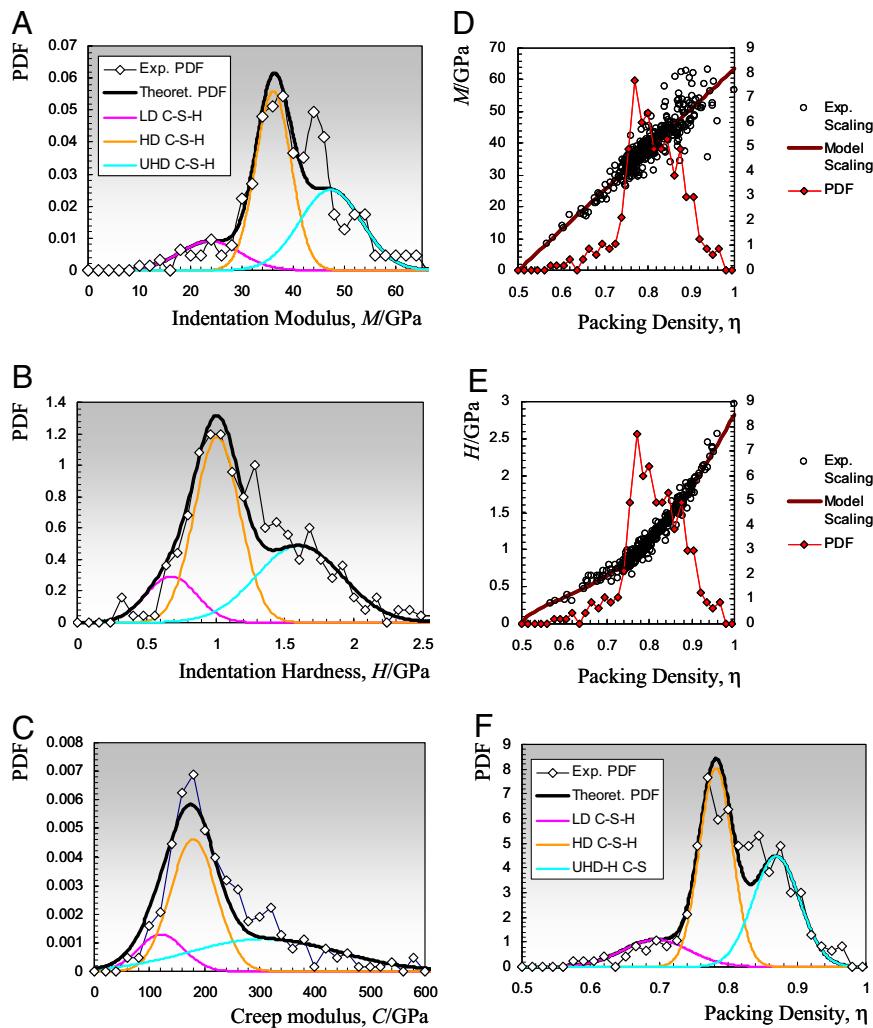 A
PDF
0.07
0.06
0.05
0.04
0.03
0.02
0.01
0
Exp. PDF
Theoret. PDF
LD C-S-H
HD C-S-H
UHD C-S-H
0 10 20 30 40 50 60
Indentation Modulus, M/GPa
D
M/GPa
70
60
50
40
30
20
10
0
9
8
7
6
5
4
3
2
1
0
0.5 0.6 0.7 0.8 0.9 1
Packing Density, η
Exp.
Scaling
Model
Scaling
PDF
B
PDF
1.4
1.2
1
0.8
0.6
0.4
0.2
0
0 0.5 1 1.5 2 2.5
Indentation Hardness, H/GPa
E
H/GPa
3
2.5
2
1.5
1
0.5
0
9
8
7
6
5
4
3
2
1
0
0.5 0.6 0.7 0.8 0.9 1
Packing Density, η
Exp.
Scaling
Model
Scaling
PDF
C
PDF
0.008
0.007
0.006
0.005
0.004
0.003
0.002
0.001
0
0 100 200 300 400 500 600
Creep modulus, C/GPa
F
PDF
9
8
7
6
5
4
3
2
1
0
Exp. PDF
Theoret. PDF
LD C-S-H
HD C-S-H
UHD-H C-S
0.5 0.6 0.7 0.8 0.9 1
Packing Density, η